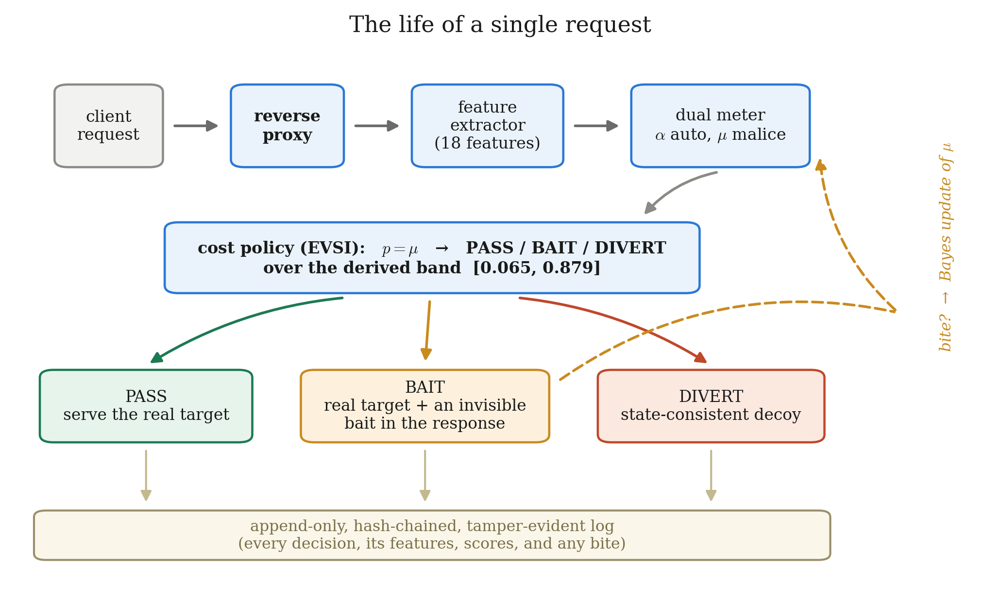 The life of a single request
client
request
reverse
proxy
feature
extractor
(18 features)
dual meter
α auto, μ malice
cost policy (EVSI): p = μ → PASS / BAIT / DIVERT
over the derived band [0.065, 0.879]
bite? → Bayes update of μ
PASS
serve the real target
BAIT
real target + an invisible
bait in the response
DIVERT
state-consistent decoy
append-only, hash-chained, tamper-evident log
(every decision, its features, scores, and any bite)